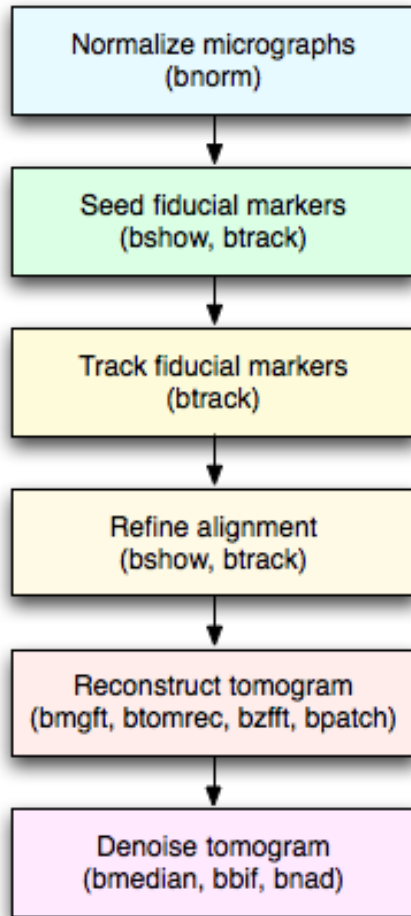 Normalize micrographs
(bnorm)
Seed fiducial markers
(bshow, btrack)
Track fiducial markers
(btrack)
Refine alignment
(bshow, btrack)
Reconstruct tomogram
(bmgft, btomrec, bzfft, bpatch)
Denoise tomogram
(bmedian, bbif, bnad)